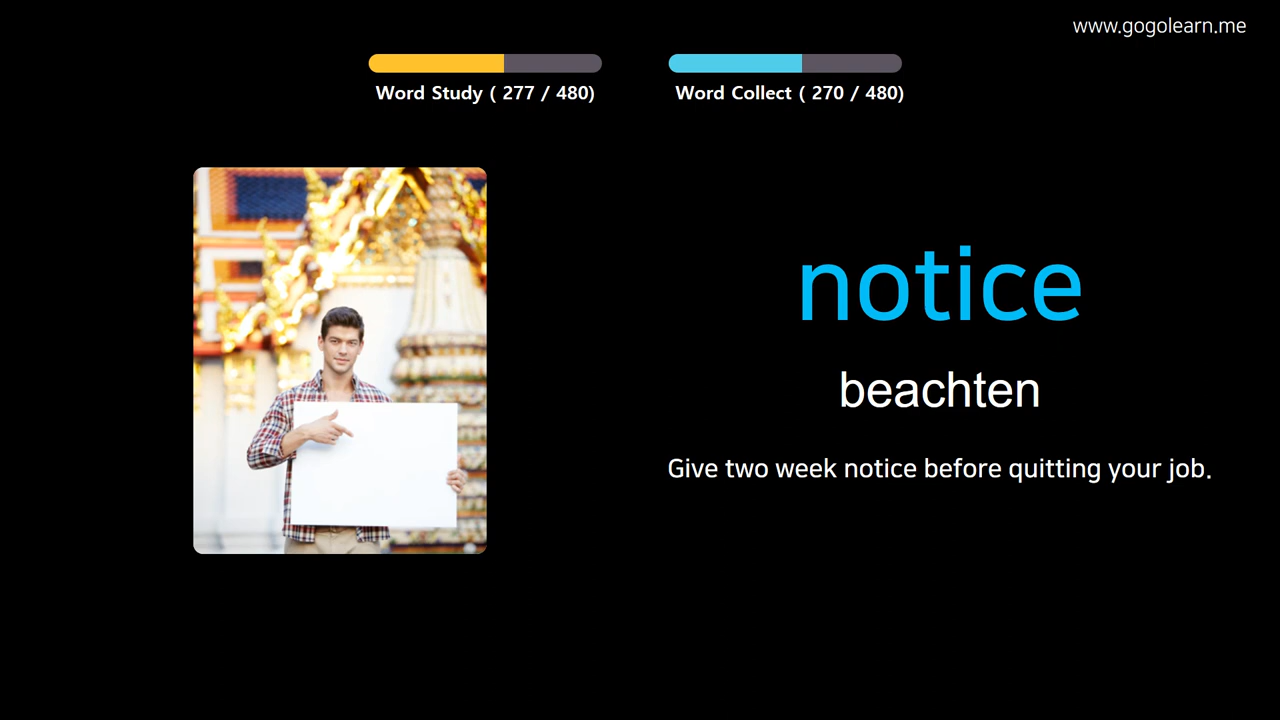 www.gogolearn.me
Word Study ( 277 / 480)
Word Collect ( 270 / 480)
notice
beachten
Give two week notice before quitting your job.